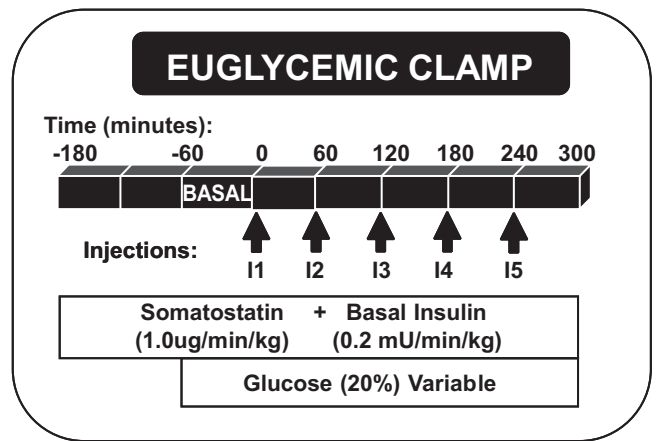 EUGLYCEMIC CLAMP
Time (minutes):
-180 -60 0 60 120 180 240 300
BASAL
Injections:
I1 I2 I3 I4 I5
Somatostatin + Basal Insulin
(1.0ug/min/kg) (0.2 mU/min/kg)
Glucose (20%) Variable